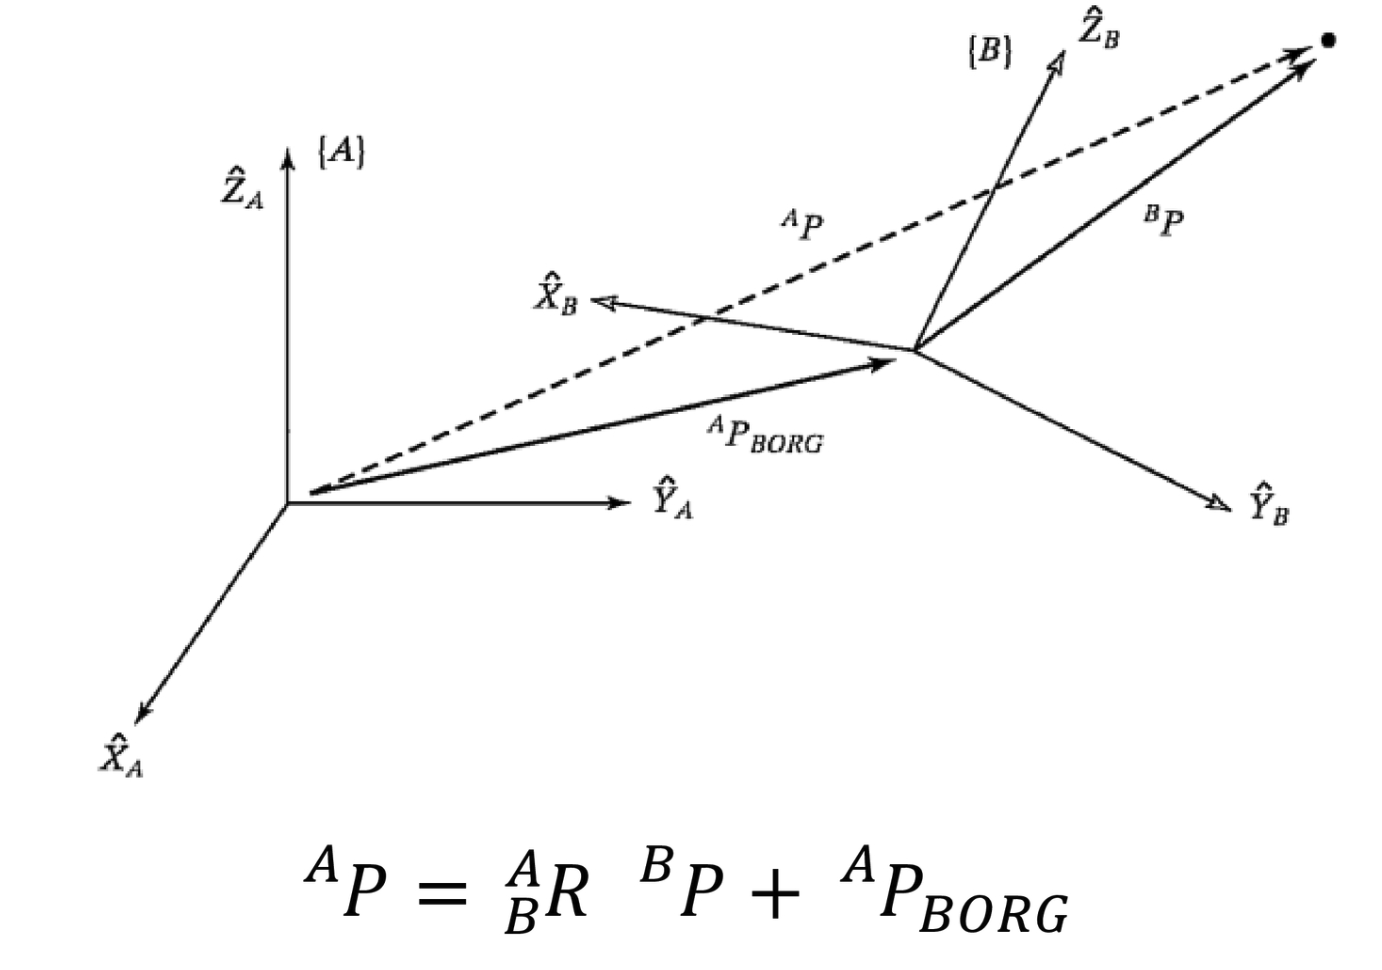 Ẑ_B
{B}
{A}
Ẑ_A
^A P
^B P
X̂_B
^A P_BORG
Ŷ_A
Ŷ_B
X̂_A
^A P = ^A_B R ^B P + ^A P_BORG